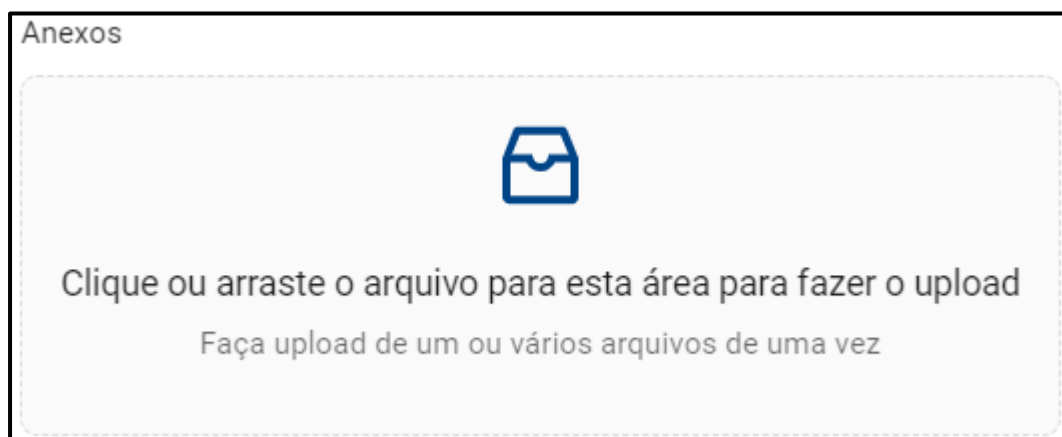 Anexos
Clique ou arraste o arquivo para esta área para fazer o upload
Faça upload de um ou vários arquivos de uma vez